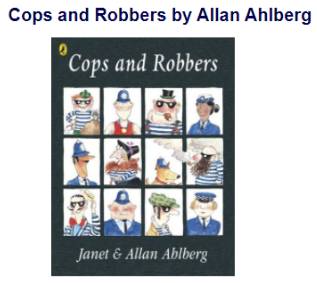 Cops and Robbers by Allan Ahlberg
Cops and Robbers
Janet & Allan Ahlberg